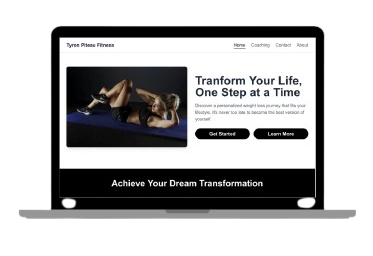 Tyron Piteau Fitness
Home Coaching Contact About
Tranform Your Life,
One Step at a Time
Discover a personalized weight loss journey that fits your
lifestyle. It's never too late to become the best version of
yourself
Get Started Learn More
Achieve Your Dream Transformation